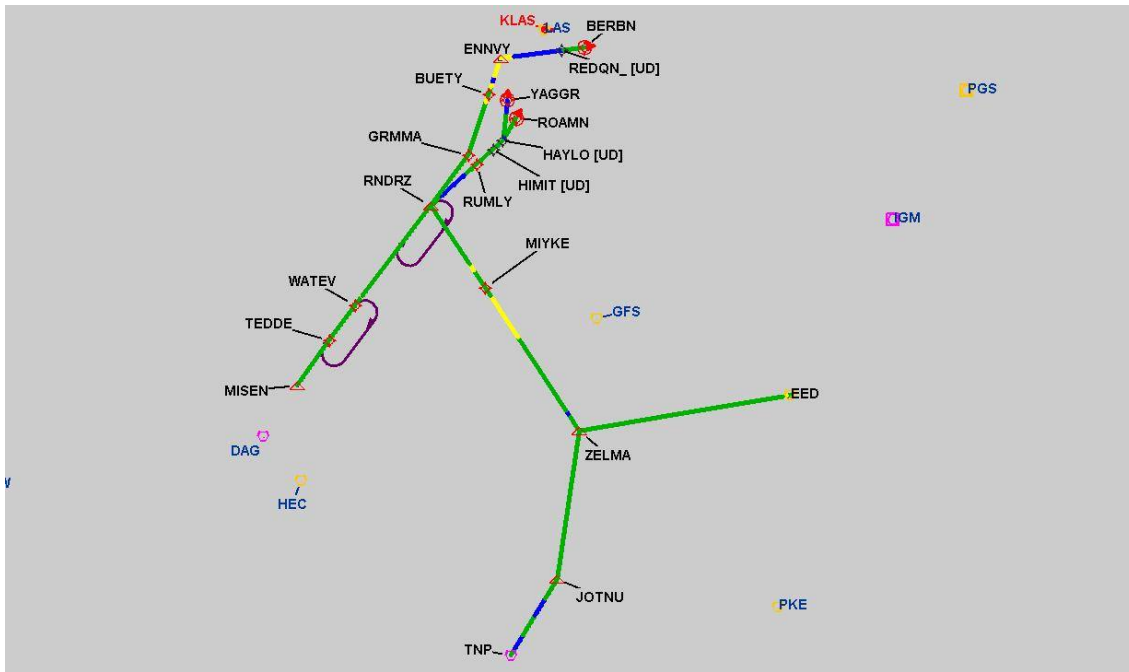 KLAS
LAS
BERBN
ENNVY
REDQN_ [UD]
BUETY
YAGGR
PGS
ROAMN
GRMMA
HAYLO [UD]
HIMIT [UD]
RNDRZ
RUMLY
IGM
MIYKE
WATEV
GFS
TEDDE
MISEN
EED
DAG
ZELMA
HEC
JOTNU
PKE
TNP